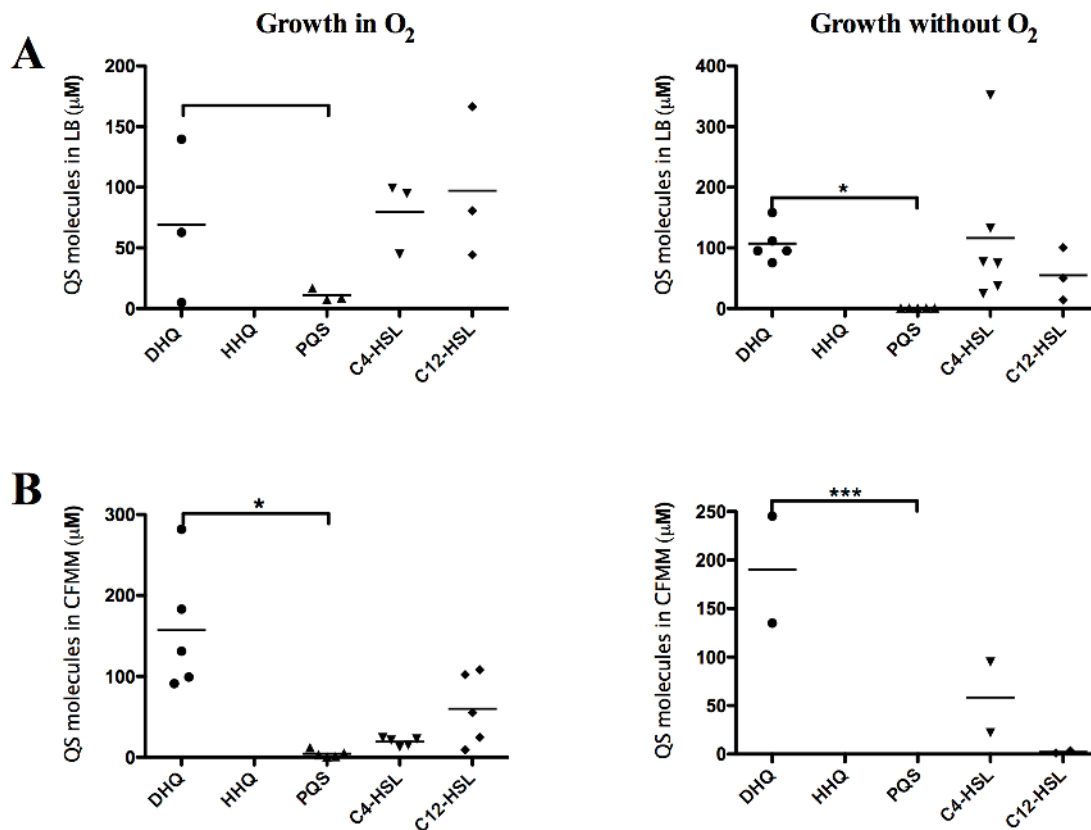 Growth in O2
Growth without O2
A
QS molecules in LB (μM)
200
150
100
50
0
DHQ
HHQ
PQS
C4-HSL
C12-HSL
QS molecules in LB (μM)
400
300
200
100
0
*
DHQ
HHQ
PQS
C4-HSL
C12-HSL
B
QS molecules in CFMM (μM)
300
200
100
0
*
DHQ
HHQ
PQS
C4-HSL
C12-HSL
QS molecules in CFMM (μM)
250
200
150
100
50
0
***
DHQ
HHQ
PQS
C4-HSL
C12-HSL